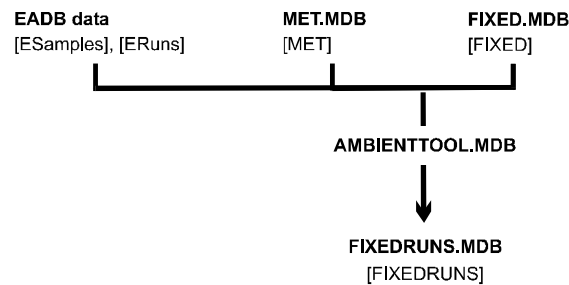 EADB data
[ESamples], [ERuns]
MET.MDB
[MET]
FIXED.MDB
[FIXED]
AMBIENTTOOL.MDB
FIXEDRUNS.MDB
[FIXEDRUNS]